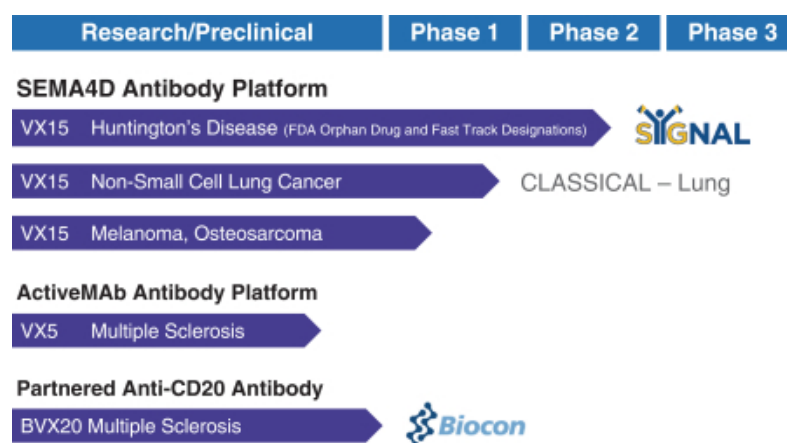 Research/Preclinical Phase 1 Phase 2 Phase 3
SEMA4D Antibody Platform
VX15 Huntington's Disease (FDA Orphan Drug and Fast Track Designations) SIGNAL
VX15 Non-Small Cell Lung Cancer CLASSICAL – Lung
VX15 Melanoma, Osteosarcoma
ActiveMAb Antibody Platform
VX5 Multiple Sclerosis
Partnered Anti-CD20 Antibody
BVX20 Multiple Sclerosis Biocon